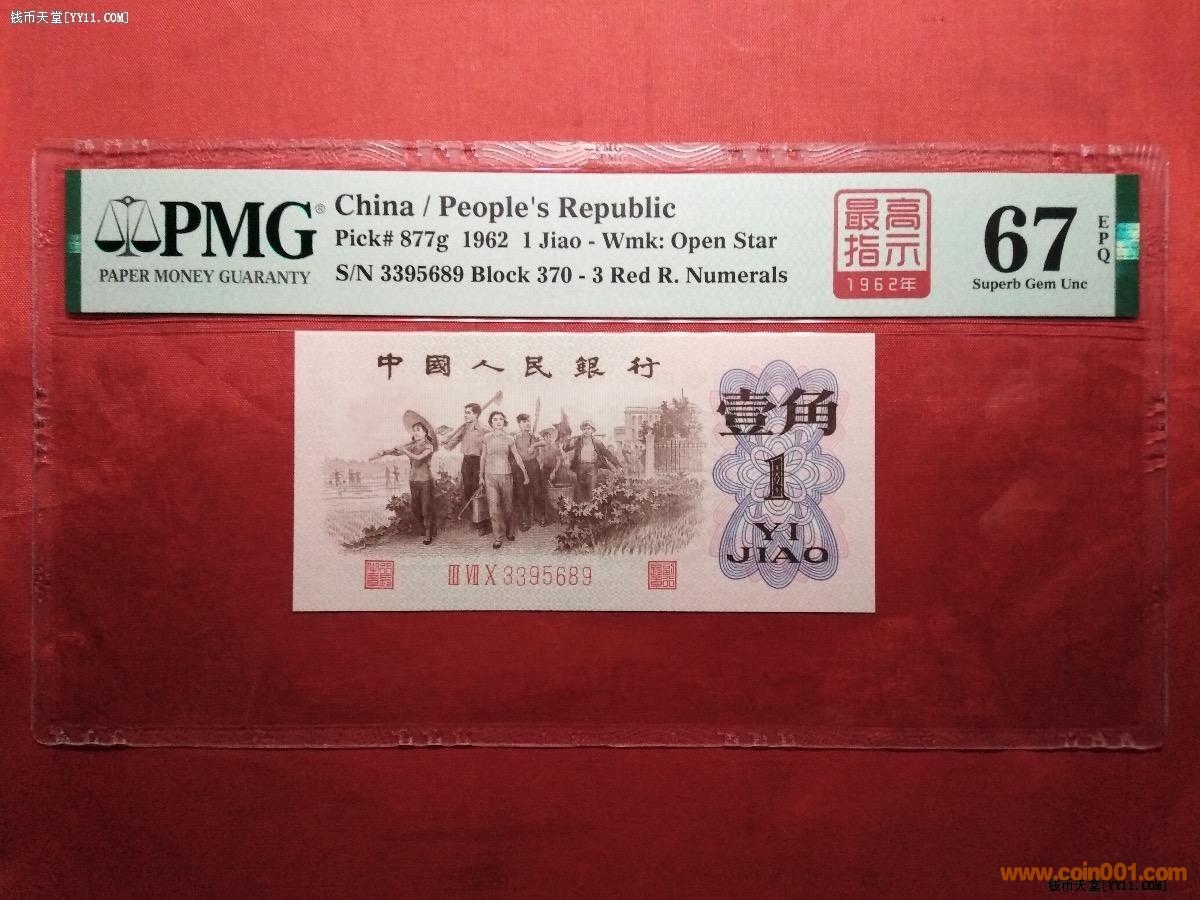 钱币天堂[YY11.COM]
PMG
PMG
PMG®
PAPER MONEY GUARANTY
China / People's Republic
Pick# 877g 1962 1 Jiao - Wmk: Open Star
S/N 3395689 Block 370 - 3 Red R. Numerals
最高
指示
1962年
67
EPQ
Superb Gem Unc
中國人民銀行
壹角
1
YI
JIAO
III VII X 3395689
www.coin001.com
钱币天堂[YY11.COM]